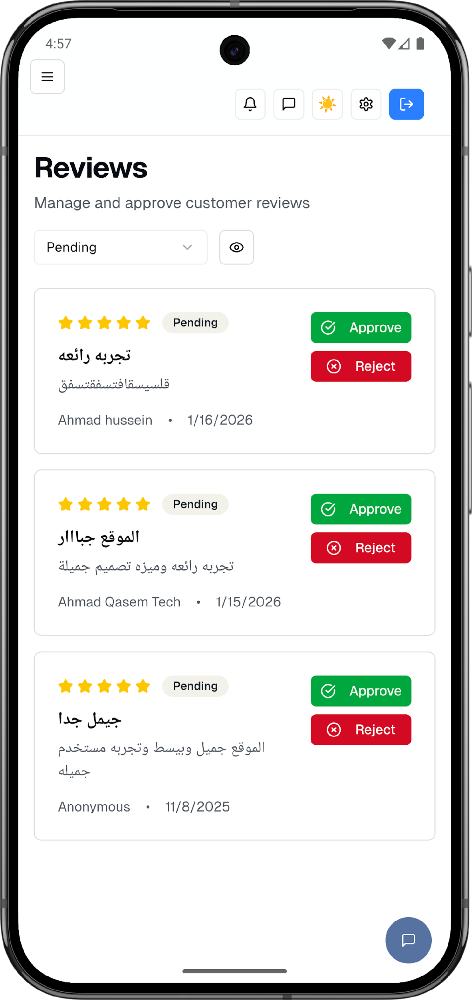 4:57
Reviews
Manage and approve customer reviews
Pending
Pending
Approve
تجربه رائعه
Reject
قلسيسقافتسفقتسفق
Ahmad hussein • 1/16/2026
Pending
Approve
الموقع جبااار
Reject
تجربه رائعه وميزه تصميم جميلة
Ahmad Qasem Tech • 1/15/2026
Pending
Approve
جيمل جدا
Reject
الموقع جميل وبيسط وتجربه مستخدم
جميله
Anonymous • 11/8/2025